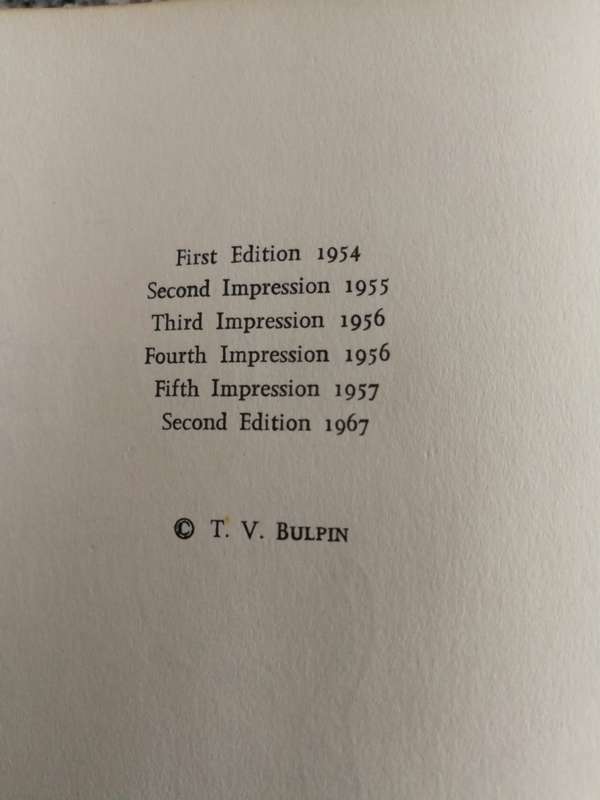 First Edition 1954
Second Impression 1955
Third Impression 1956
Fourth Impression 1956
Fifth Impression 1957
Second Edition 1967
© T. V. BULPIN